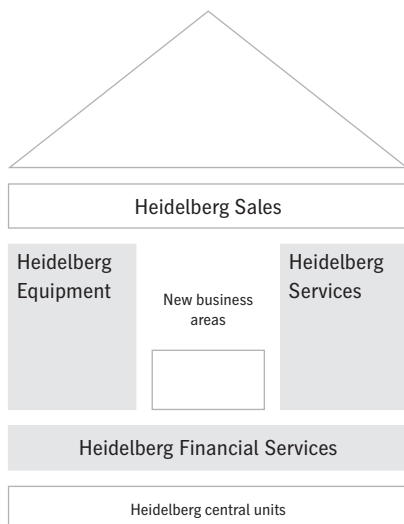 Heidelberg Sales
Heidelberg
Equipment
New business
areas
Heidelberg
Services
Heidelberg Financial Services
Heidelberg central units